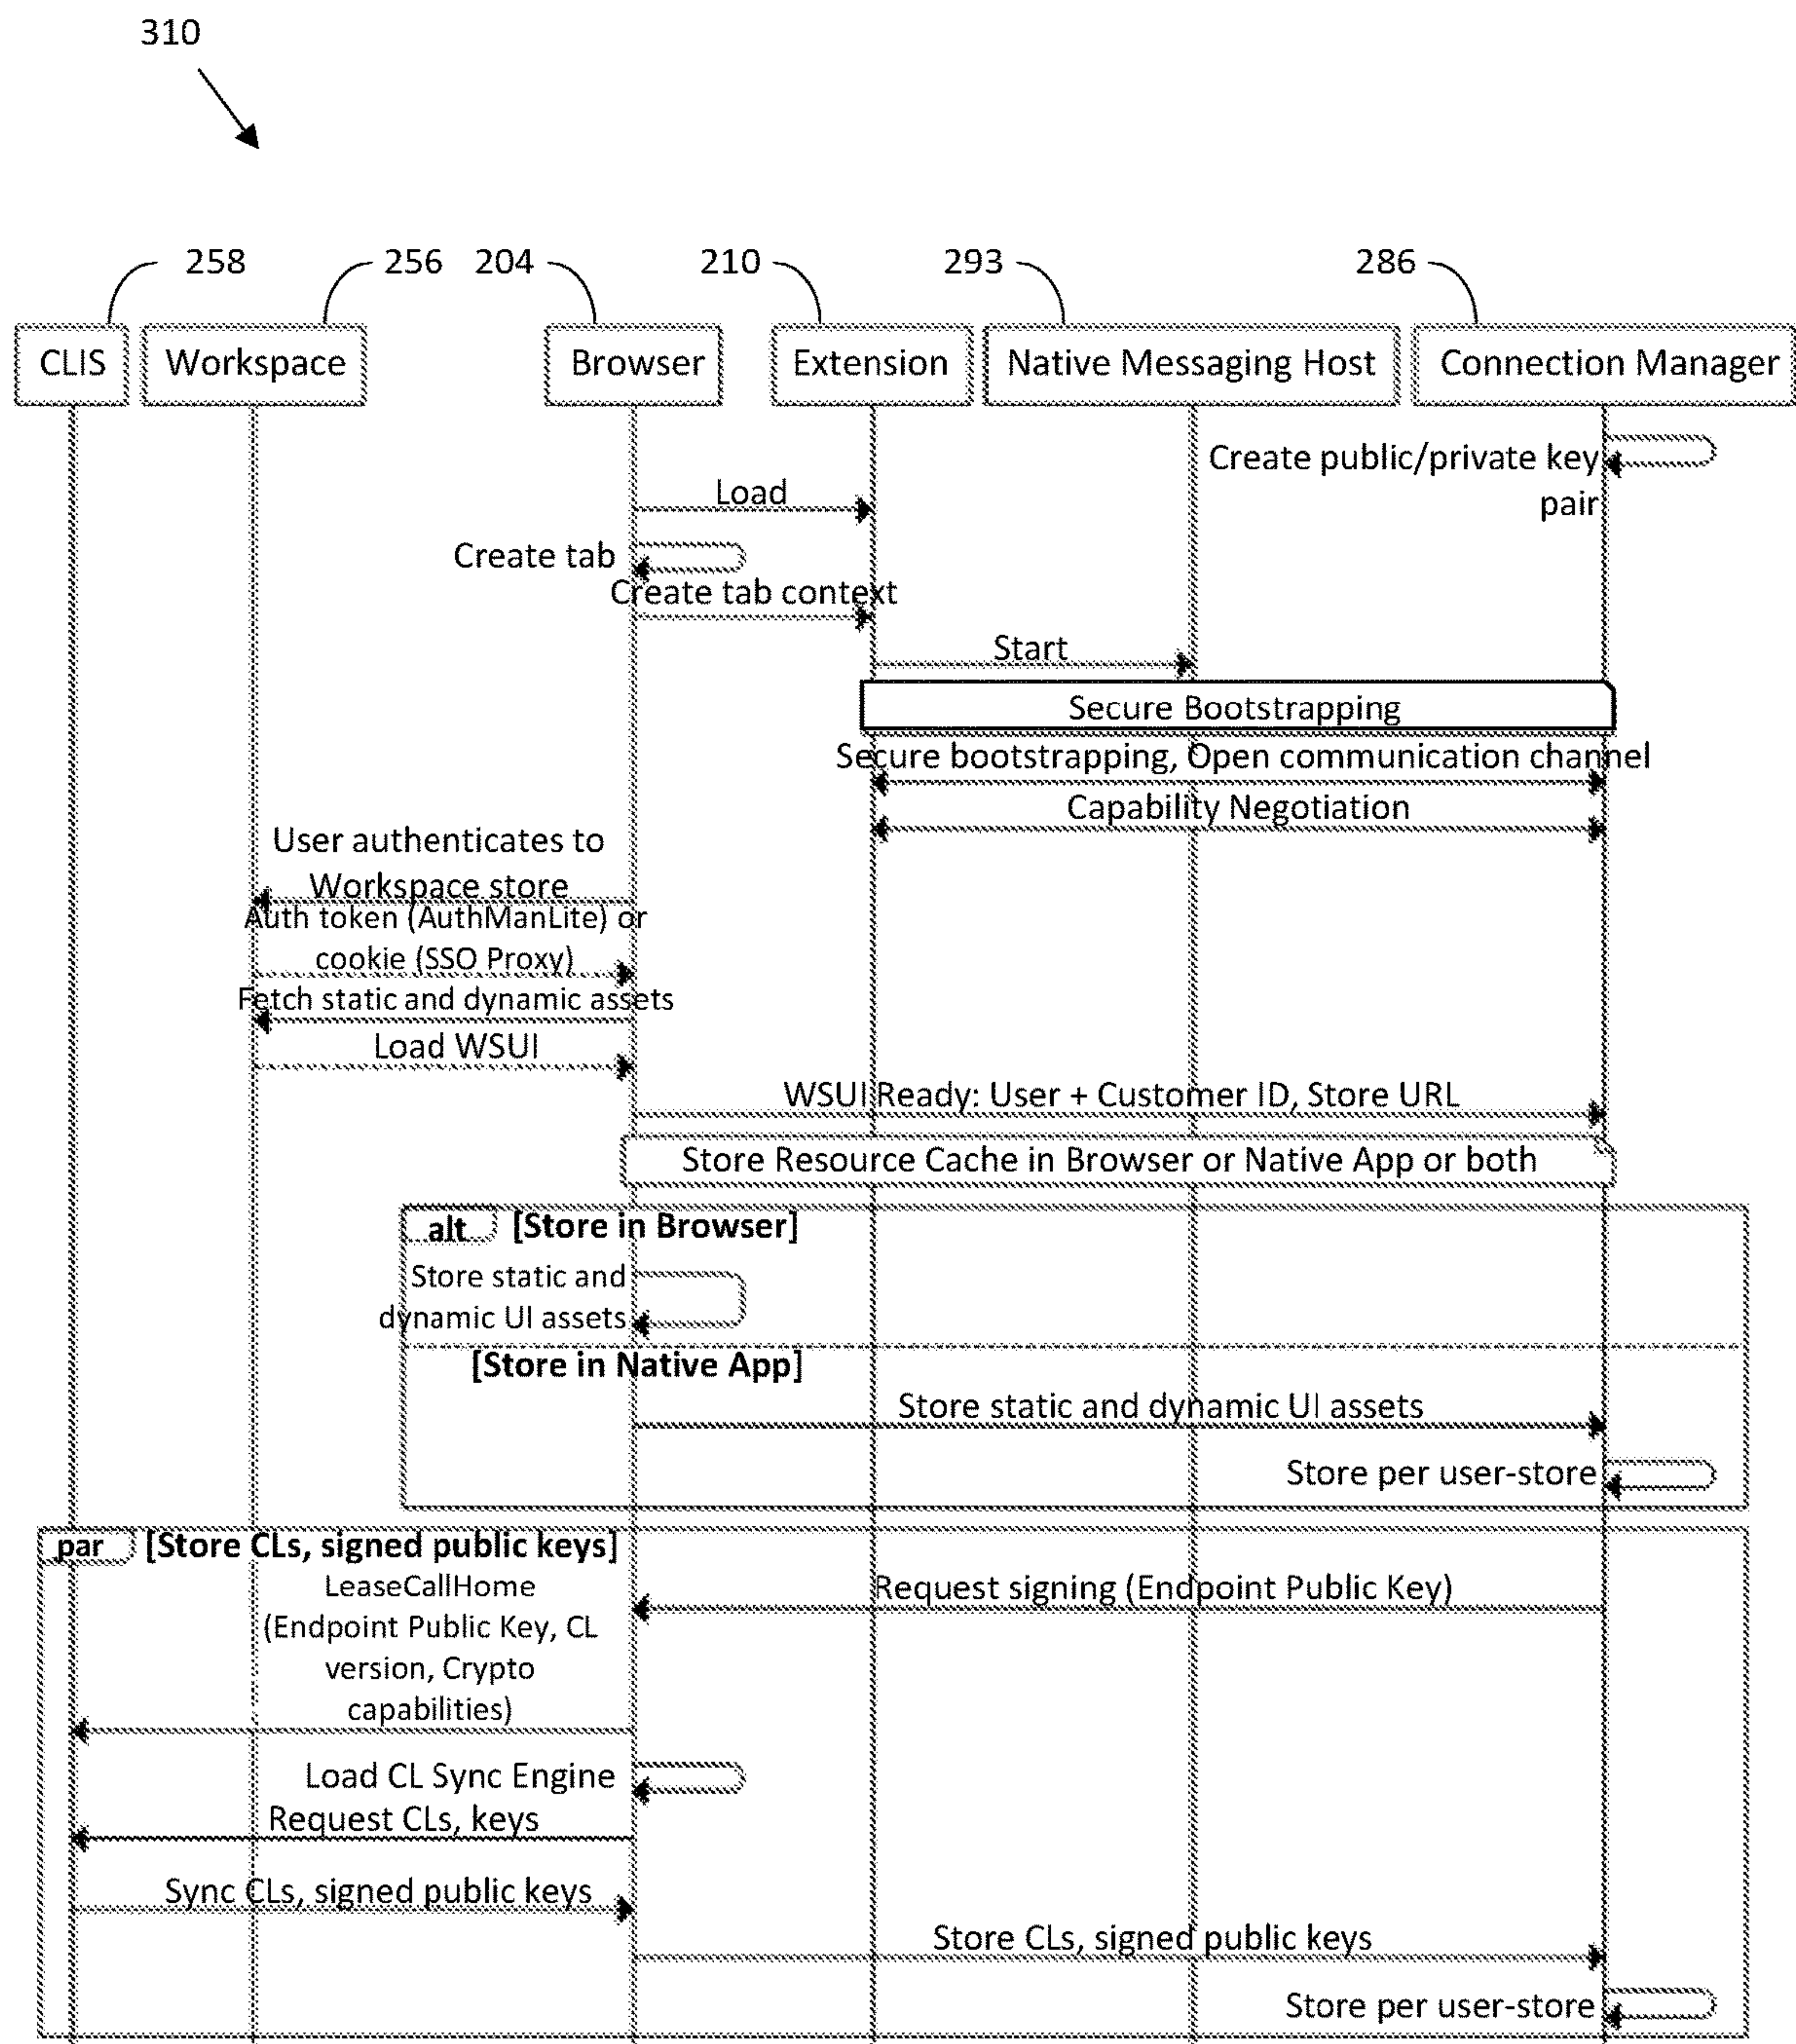 310
258
256
204
210
293
286
CLIS
Workspace
Browser
Extension
Native Messaging Host
Connection Manager
Create public/private key
pair
Load
Create tab
Create tab context
Start
Secure Bootstrapping
Secure bootstrapping, Open communication channel
Capability Negotiation
User authenticates to
Workspace store
Auth token (AuthManLite) or
cookie (SSO Proxy)
Fetch static and dynamic assets
Load WSUI
WSUI Ready: User + Customer ID, Store URL
Store Resource Cache in Browser or Native App or both
alt [Store in Browser]
Store static and
dynamic UI assets
[Store in Native App]
Store static and dynamic UI assets
Store per user-store
par [Store CLs, signed public keys]
Request signing (Endpoint Public Key)
LeaseCallHome
(Endpoint Public Key, CL
version, Crypto
capabilities)
Load CL Sync Engine
Request CLs, keys
Sync CLs, signed public keys
Store CLs, signed public keys
Store per user-store